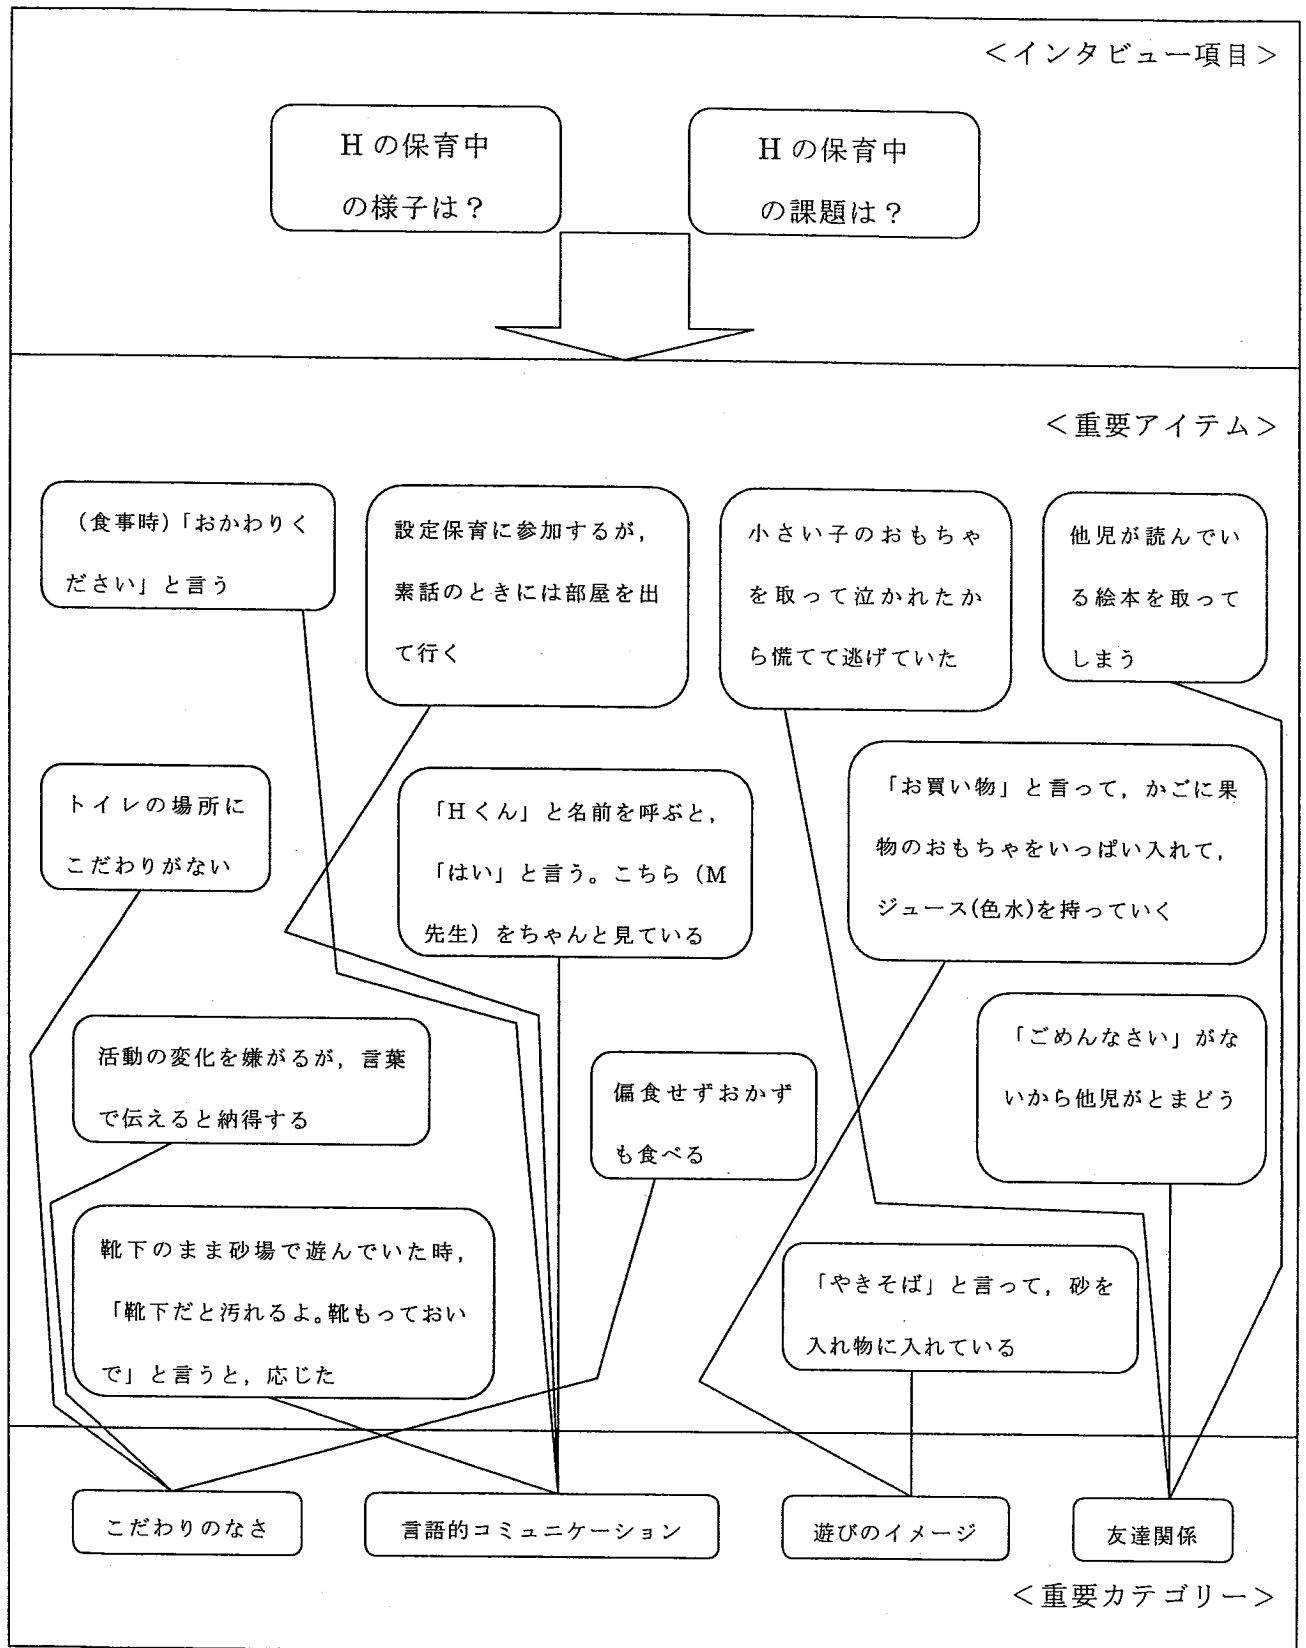 ＜インタビュー項目＞
Hの保育中
の様子は？
Hの保育中
の課題は？
＜重要アイテム＞
（食事時）「おかわりく
ださい」と言う
設定保育に参加するが，
素話のときには部屋を出
て行く
小さい子のおもちゃ
を取って泣かれたか
ら慌てて逃げていた
他児が読んでい
る絵本を取って
しまう
トイレの場所に
こだわりがない
「Hくん」と名前を呼ぶと，
「はい」と言う。こちら（M
先生）をちゃんと見ている
「お買い物」と言って，かごに果
物のおもちゃをいっぱい入れて，
ジュース(色水)を持っていく
活動の変化を嫌がるが，言葉
で伝えると納得する
偏食せずおかず
も食べる
「ごめんなさい」がな
いから他児がとまどう
靴下のまま砂場で遊んでいた時，
「靴下だと汚れるよ。靴もっておい
で」と言うと，応じた
「やきそば」と言って，砂を
入れ物に入れている
こだわりのなさ
言語的コミュニケーション
遊びのイメージ
友達関係
＜重要カテゴリー＞